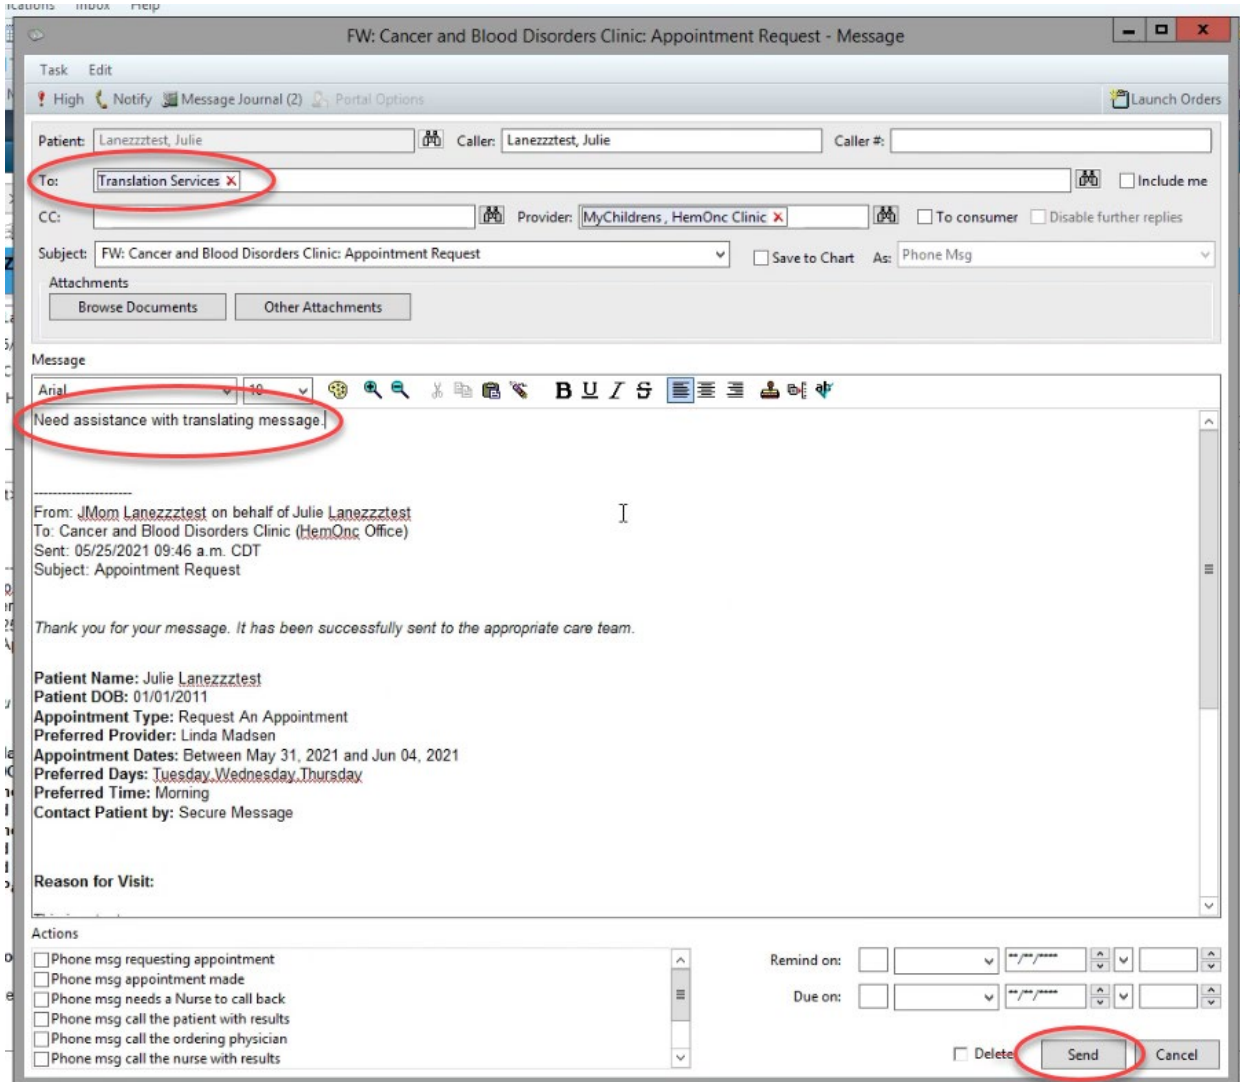 Inbox Help
FW: Cancer and Blood Disorders Clinic: Appointment Request - Message
Task Edit
High Notify Message Journal (2) Portal Options Launch Orders
Patient: Lanezzztest, Julie Caller: Lanezzztest, Julie Caller #:
To: Translation Services Include me
CC: Provider: MyChildrens , HemOnc Clinic To consumer Disable further replies
Subject: FW: Cancer and Blood Disorders Clinic: Appointment Request Save to Chart As: Phone Msg
Attachments
Browse Documents Other Attachments
Message
Arial 10 B U I S
Need assistance with translating message.
---------------------
From: JMom Lanezzztest on behalf of Julie Lanezzztest
To: Cancer and Blood Disorders Clinic (HemOnc Office)
Sent: 05/25/2021 09:46 a.m. CDT
Subject: Appointment Request
Thank you for your message. It has been successfully sent to the appropriate care team.
Patient Name: Julie Lanezzztest
Patient DOB: 01/01/2011
Appointment Type: Request An Appointment
Preferred Provider: Linda Madsen
Appointment Dates: Between May 31, 2021 and Jun 04, 2021
Preferred Days: Tuesday,Wednesday,Thursday
Preferred Time: Morning
Contact Patient by: Secure Message
Reason for Visit:
Actions
Phone msg requesting appointment Remind on: **/**/****
Phone msg appointment made
Phone msg needs a Nurse to call back Due on: **/**/****
Phone msg call the patient with results
Phone msg call the ordering physician
Phone msg call the nurse with results Delete Send Cancel